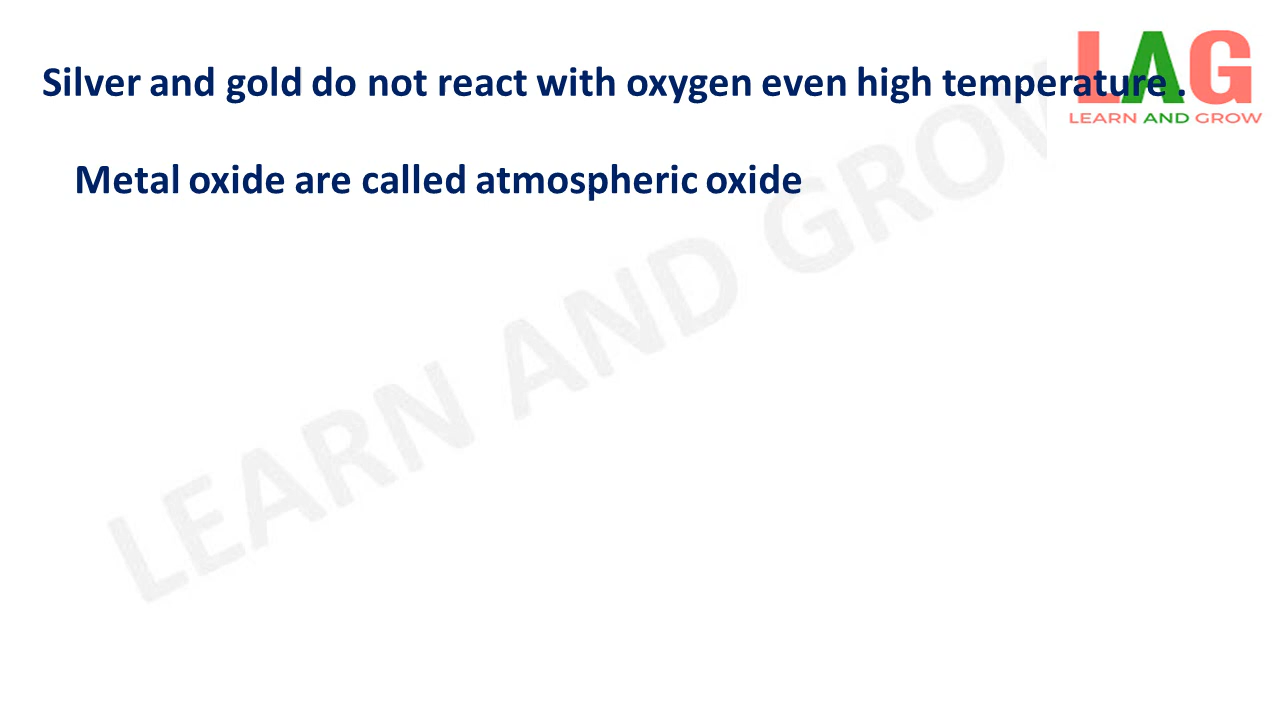 LAG
Silver and gold do not react with oxygen even high temperature .
LEARN AND GROW
Metal oxide are called atmospheric oxide
LEARN AND GROW